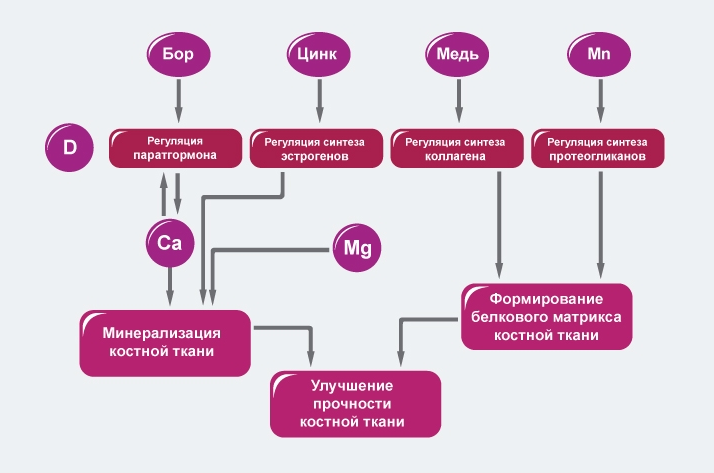 Бор
Цинк
Медь
Mn
D
Регуляция
паратгормона
Регуляция синтеза
эстрогенов
Регуляция синтеза
коллагена
Регуляция синтеза
протеогликанов
Ca
Mg
Минерализация
костной ткани
Формирование
белкового матрикса
костной ткани
Улучшение
прочности
костной ткани